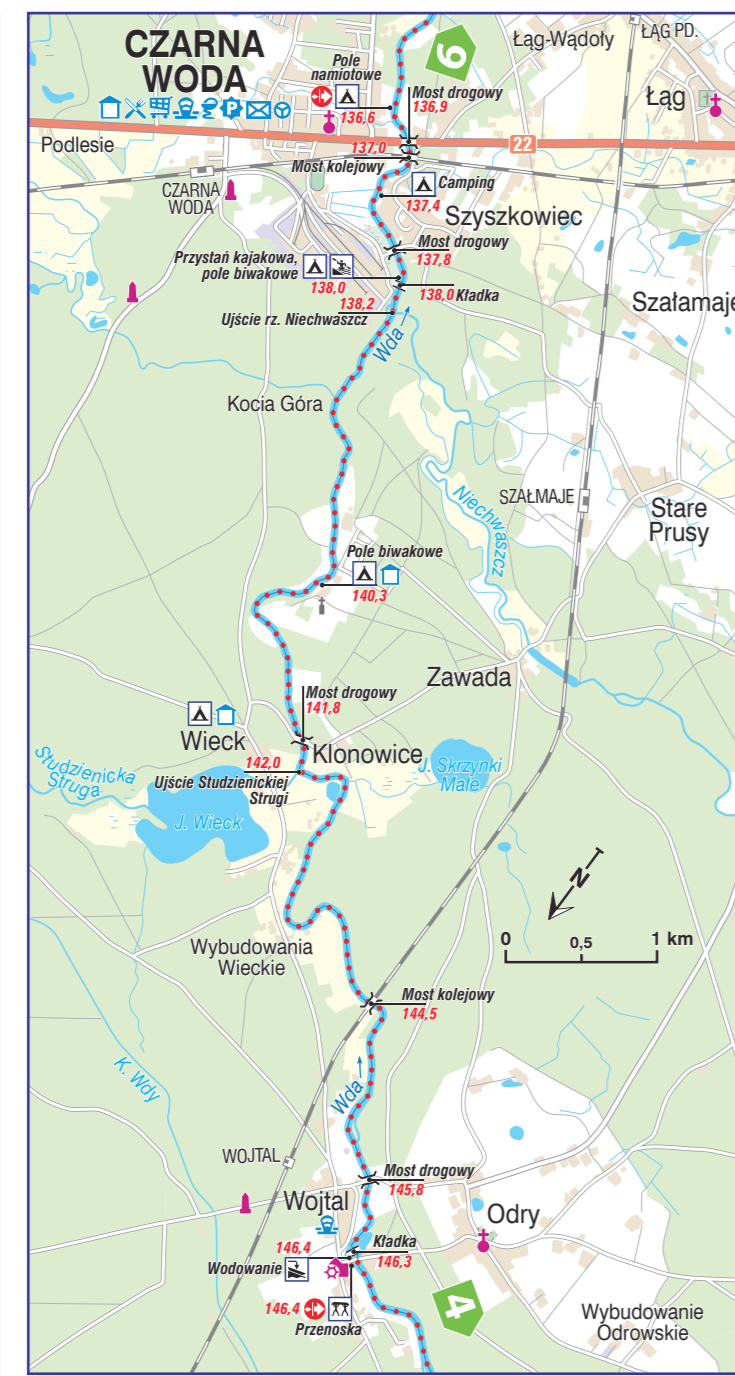 CZARNA
WODA
Pole
namiotowe
136,6
Most drogowy
136,9
6
Łąg-Wądoły
ŁĄG PD.
Łąg
22
Podlesie
137,0
Most kolejowy
CZARNA
WODA
Camping
137,4
Szyszkowiec
Most drogowy
137,8
Przystań kajakowa,
pole biwakowe
138,0
138,2
Ujście rz. Niechwaszcz
138,0 Kładka
Szałamaje
Wda
Kocia Góra
Niechwaszcz
SZAŁMAJE
Stare
Prusy
Pole biwakowe
140,3
Zawada
Most drogowy
141,8
Wieck
Klonowice
142,0
Ujście Studzienickiej
Strugi
Studzienicka
Struga
J. Wieck
J. Skrzynki
Małe
N
0 0,5 1 km
Wybudowania
Wieckie
Most kolejowy
144,5
K. Wdy
Wda
WOJTAL
Most drogowy
145,8
Wojtal
Odry
Kładka
146,3
146,4
Wodowanie
146,4
Przenoska
4
Wybudowanie
Odrowskie